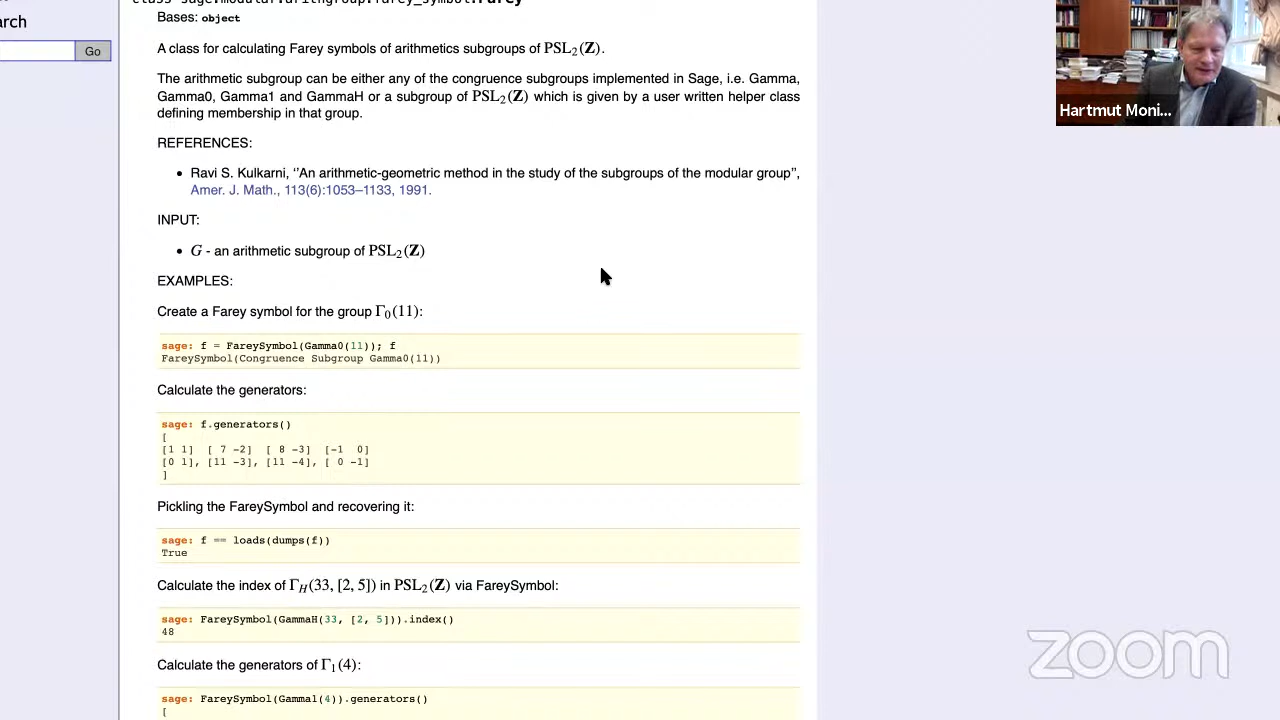 class sage.modular.arithgroup.farey_symbol.Farey
Bases: object
arch
Go
A class for calculating Farey symbols of arithmetics subgroups of PSL₂(Z).
The arithmetic subgroup can be either any of the congruence subgroups implemented in Sage, i.e. Gamma,
Gamma0, Gamma1 and GammaH or a subgroup of PSL₂(Z) which is given by a user written helper class
defining membership in that group.
REFERENCES:
• Ravi S. Kulkarni, ‘’An arithmetic-geometric method in the study of the subgroups of the modular group’’,
Amer. J. Math., 113(6):1053–1133, 1991.
INPUT:
• G - an arithmetic subgroup of PSL₂(Z)
EXAMPLES:
Create a Farey symbol for the group Γ₀(11):
sage: f = FareySymbol(Gamma0(11)); f
FareySymbol(Congruence Subgroup Gamma0(11))
Calculate the generators:
sage: f.generators()
[
[1 1]  [ 7 -2]  [ 8 -3]  [-1  0]
[0 1], [11 -3], [11 -4], [ 0 -1]
]
Pickling the FareySymbol and recovering it:
sage: f == loads(dumps(f))
True
Calculate the index of Γ_H(33, [2, 5]) in PSL₂(Z) via FareySymbol:
sage: FareySymbol(GammaH(33, [2, 5])).index()
48
Calculate the generators of Γ₁(4):
sage: FareySymbol(Gamma1(4)).generators()
[
Hartmut Moni...
zoom